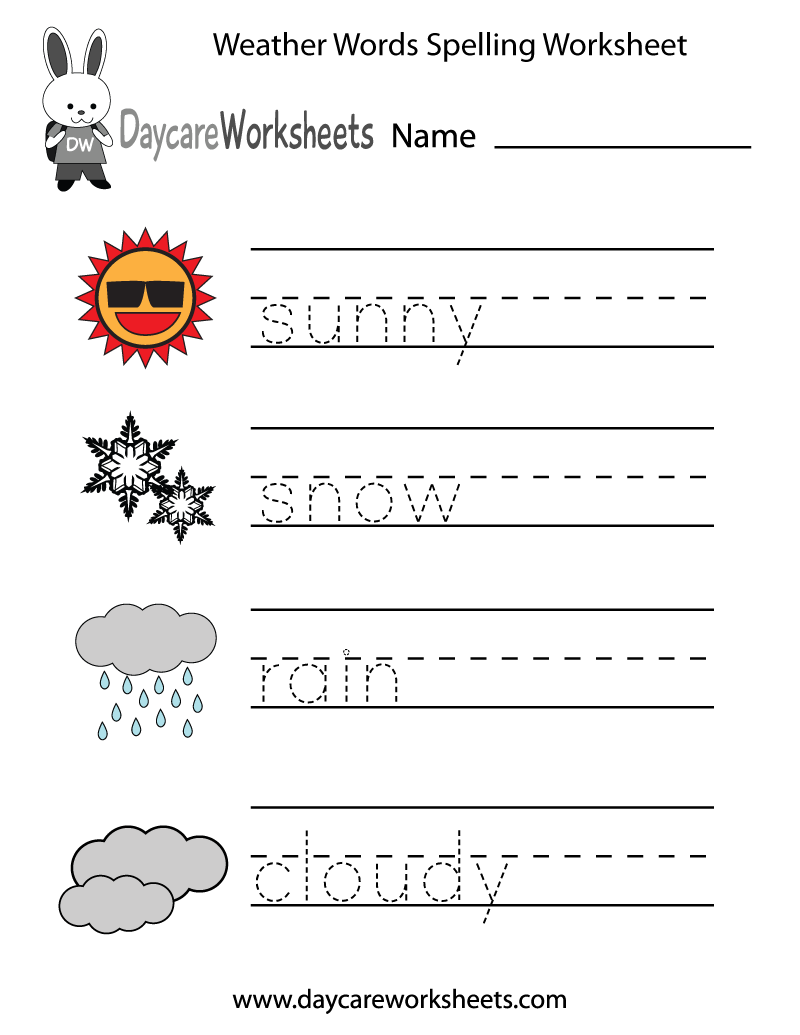 Weather Words Spelling Worksheet
DW
DaycareWorksheets Name
sunny
snow
rain
cloudy
www.daycareworksheets.com